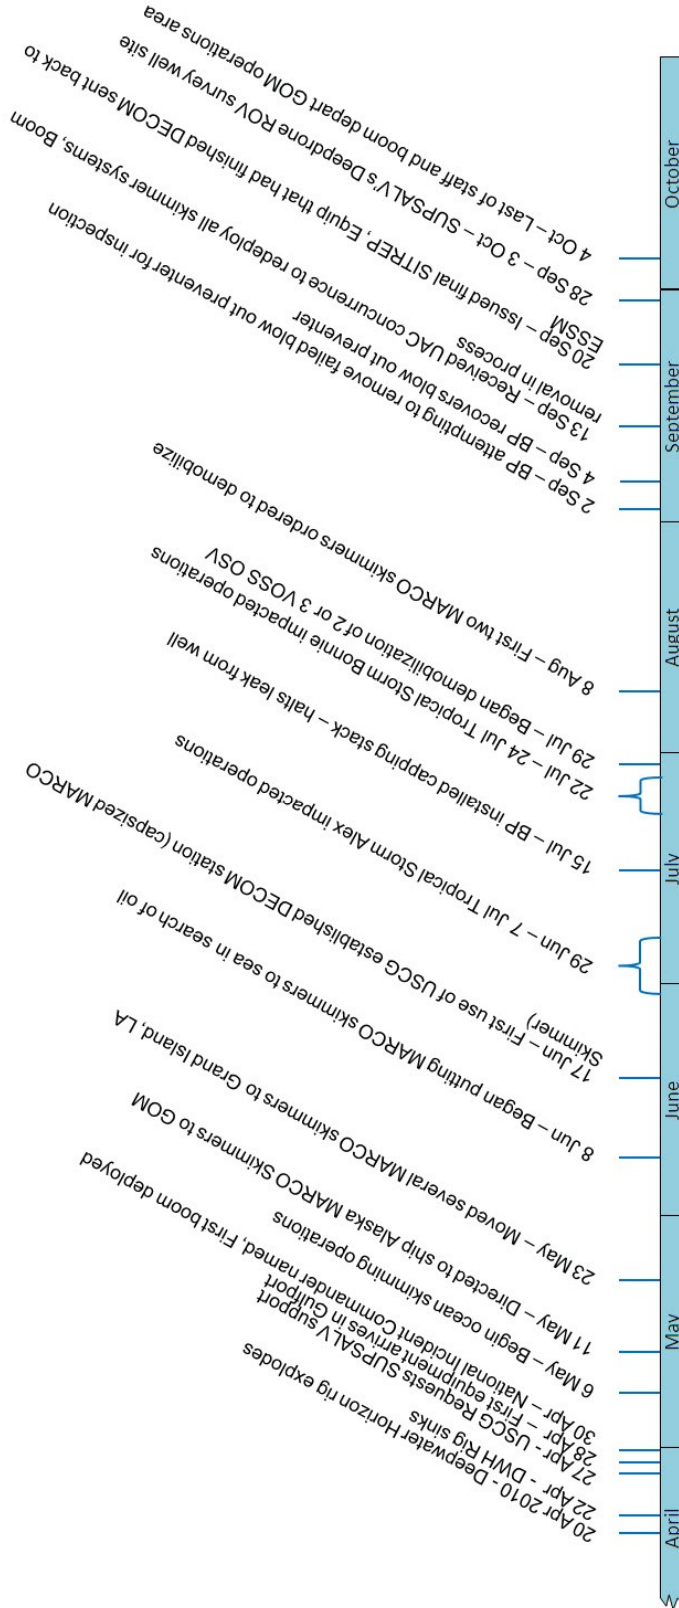 20 Apr 2010 - Deepwater Horizon rig explodes
22 Apr - DWH Rig sinks
27 Apr - USCG Requests SUPSALV support
28 Apr – First equipment arrives in Gulfport
30 Apr – National Incident Commander named, First boom deployed
6 May – Begin ocean skimming operations
11 May – Directed to ship Alaska MARCO Skimmers to GOM
23 May – Moved several MARCO skimmers to Grand Island, LA
8 Jun – Began putting MARCO skimmers to sea in search of oil
17 Jun – First use of USCG established DECOM station (capsized MARCO
Skimmer)
29 Jun – 7 Jul Tropical Storm Alex impacted operations
15 Jul – BP installed capping stack – halts leak from well
22 Jul – 24 Jul Tropical Storm Bonnie impacted operations
29 Jul – Began demobilization of 2 or 3 VOSS OSV
8 Aug – First two MARCO skimmers ordered to demobilize
2 Sep – BP attempting to remove failed blow out preventer for inspection
4 Sep – BP recovers blow out preventer
13 Sep – Received UAC concurrence to redeploy all skimmer systems, Boom
removal in process
20 Sep – Issued final SITREP, Equip that had finished DECOM sent back to
ESSM
28 Sep – 3 Oct – SUPSALV's Deepdrone ROV survey well site
4 Oct – Last of staff and boom depart GOM operations area
April
May
June
July
August
September
October